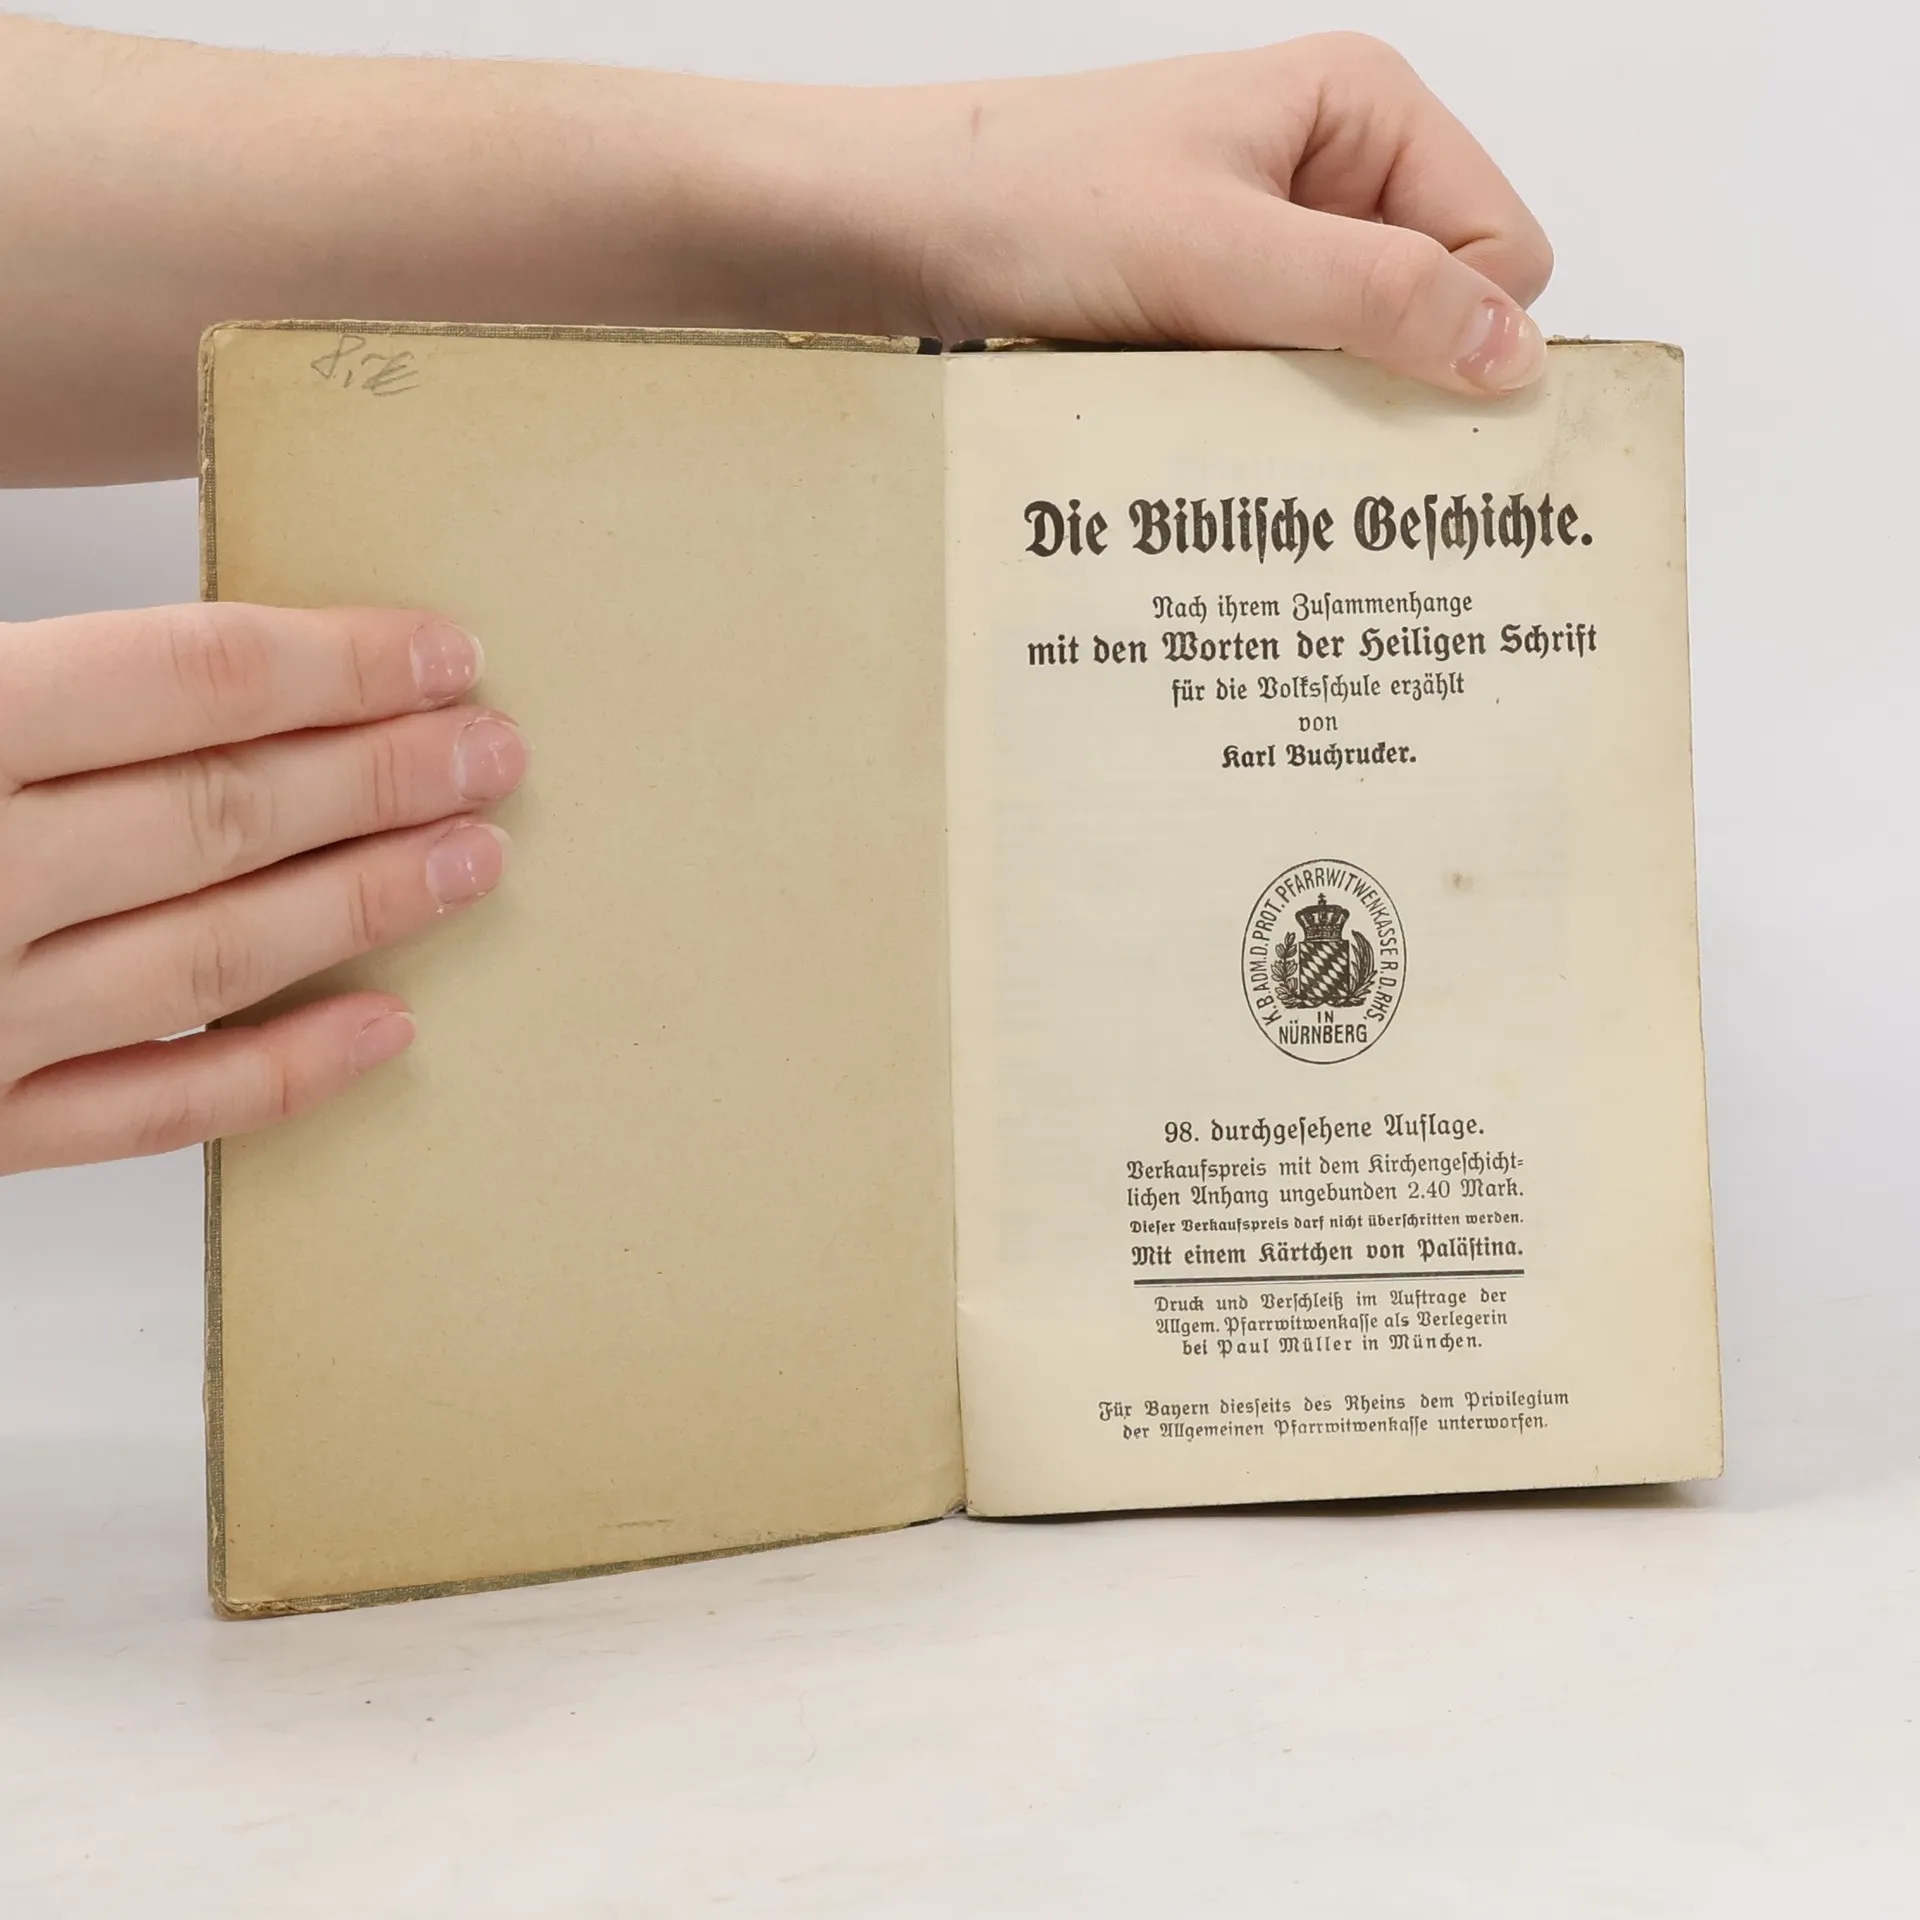 Die Bibliſche Geſchichte.
Nach ihrem Zuſammenhange
mit den Worten der Heiligen Schrift
für die Volksſchule erzählt
von
Karl Buchrucker.
K.B.ADM.D.PROT.PFARRWITWENKASSE R.D.RHS.
IN
NÜRNBERG
98. durchgeſehene Auflage.
Verkaufspreis mit dem Kirchengeſchicht-
lichen Anhang ungebunden 2.40 Mark.
Dieſer Verkaufspreis darf nicht überſchritten werden.
Mit einem Kärtchen von Paläſtina.
Druck und Verſchleiß im Auftrage der
Allgem. Pfarrwitwenkaſſe als Verlegerin
bei Paul Müller in München.
Für Bayern diesſeits des Rheins dem Privilegium
der Allgemeinen Pfarrwitwenkaſſe unterworfen.